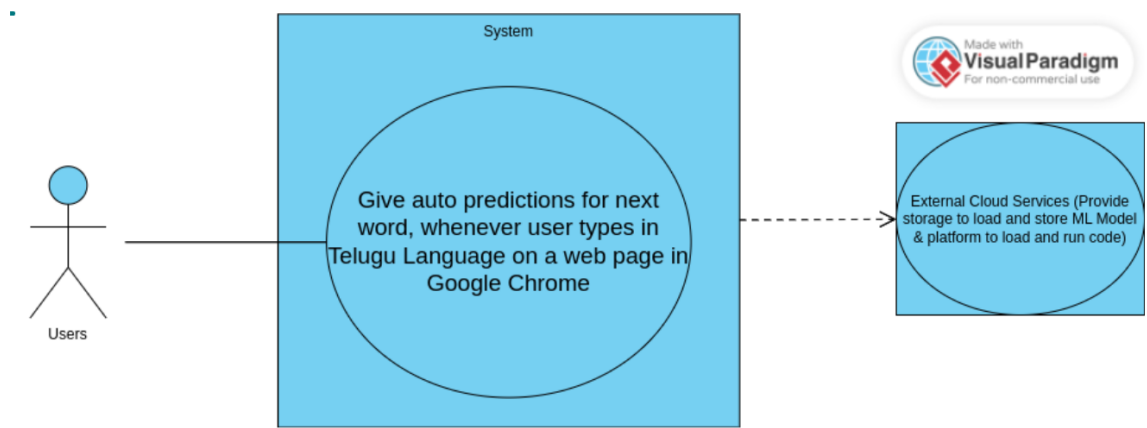 System
Made with
Visual Paradigm
For non-commercial use
Give auto predictions for next
word, whenever user types in
Telugu Language on a web page in
Google Chrome
External Cloud Services (Provide
storage to load and store ML Model
& platform to load and run code)
Users